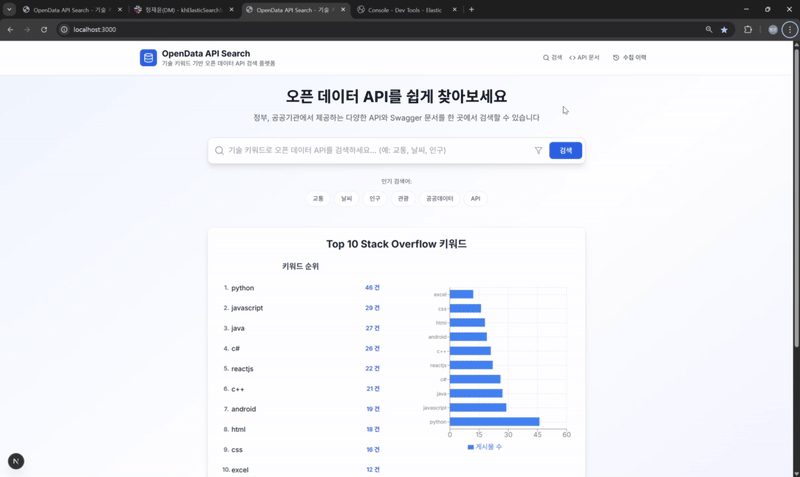 OpenData API Search - 기술 키
정재윤(DM) - khElasticSearch
OpenData API Search - 기술 키
Console - Dev Tools - Elastic
localhost:3000
OpenData API Search
기술 키워드 기반 오픈 데이터 API 검색 플랫폼
검색
API 문서
수집 이력
오픈 데이터 API를 쉽게 찾아보세요
정부, 공공기관에서 제공하는 다양한 API와 Swagger 문서를 한 곳에서 검색할 수 있습니다
기술 키워드로 오픈 데이터 API를 검색하세요... (예: 교통, 날씨, 인구)
검색
인기 검색어:
교통
날씨
인구
관광
공공데이터
API
Top 10 Stack Overflow 키워드
키워드 순위
1. python 46 건
2. javascript 29 건
3. java 27 건
4. c# 26 건
5. reactjs 22 건
6. c++ 21 건
7. android 19 건
8. html 18 건
9. css 16 건
10. excel 12 건
excel
css
html
android
c++
reactjs
c#
java
javascript
python
0 15 30 45 60
게시물 수
N